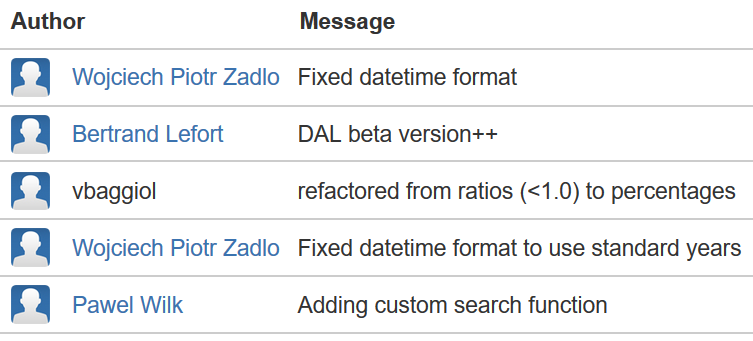 Author Message
Wojciech Piotr Zadlo Fixed datetime format
Bertrand Lefort DAL beta version++
vbaggiol refactored from ratios (<1.0) to percentages
Wojciech Piotr Zadlo Fixed datetime format to use standard years
Pawel Wilk Adding custom search function